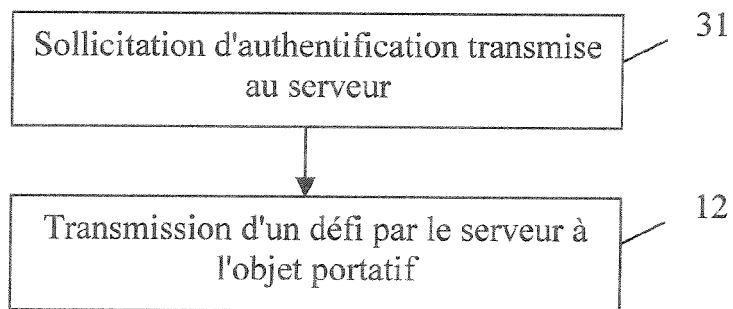 31
Sollicitation d'authentification transmise
au serveur
12
Transmission d'un défi par le serveur à
l'objet portatif